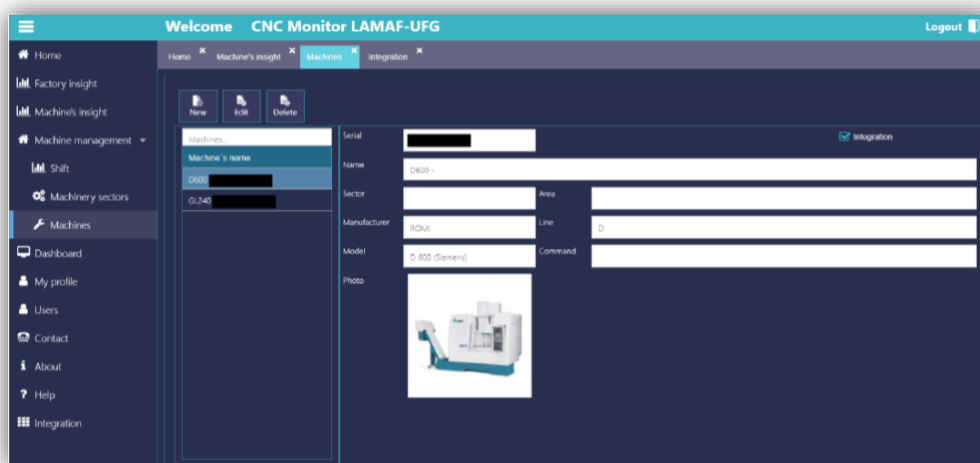 Welcome CNC Monitor LAMAF-UFG Logout
Home
Factory insight
Machine's insight
Machine management
Shift
Machinery sectors
Machines
Dashboard
My profile
Users
Contact
About
Help
Integration
Home Machine's insight Machines Integration
New Edit Delete
Machines...
Machine's name
D600
GL240
Serial Integration
Name D600 -
Sector Area
Manufacturer ROMI Line D
Model D 600 (Siemens) Command
Photo